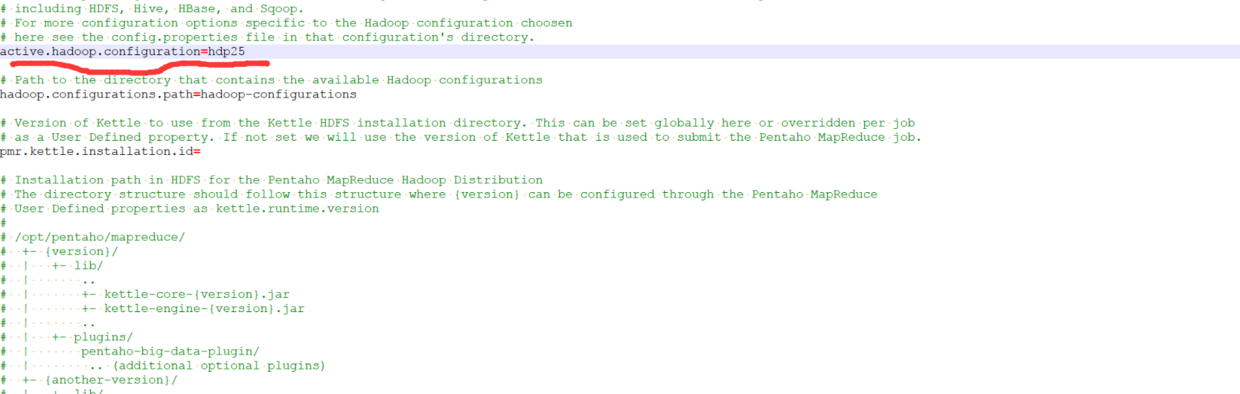 # including HDFS, Hive, HBase, and Sqoop.
# For more configuration options specific to the Hadoop configuration choosen
# here see the config.properties file in that configuration's directory.
active.hadoop.configuration=hdp25
# Path to the directory that contains the available Hadoop configurations
hadoop.configurations.path=hadoop-configurations
# Version of Kettle to use from the Kettle HDFS installation directory. This can be set globally here or overridden per job
# as a User Defined property. If not set we will use the version of Kettle that is used to submit the Pentaho MapReduce job.
pmr.kettle.installation.id=
# Installation path in HDFS for the Pentaho MapReduce Hadoop Distribution
# The directory structure should follow this structure where {version} can be configured through the Pentaho MapReduce
# User Defined properties as kettle.runtime.version
#
# /opt/pentaho/mapreduce/
#  +- {version}/
#  |   +- lib/
#  |       ..
#  |       +- kettle-core-{version}.jar
#  |       +- kettle-engine-{version}.jar
#  |       ..
#  |   +- plugins/
#  |       pentaho-big-data-plugin/
#  |       .. (additional optional plugins)
#  +- {another-version}/
#  |   +- lib/